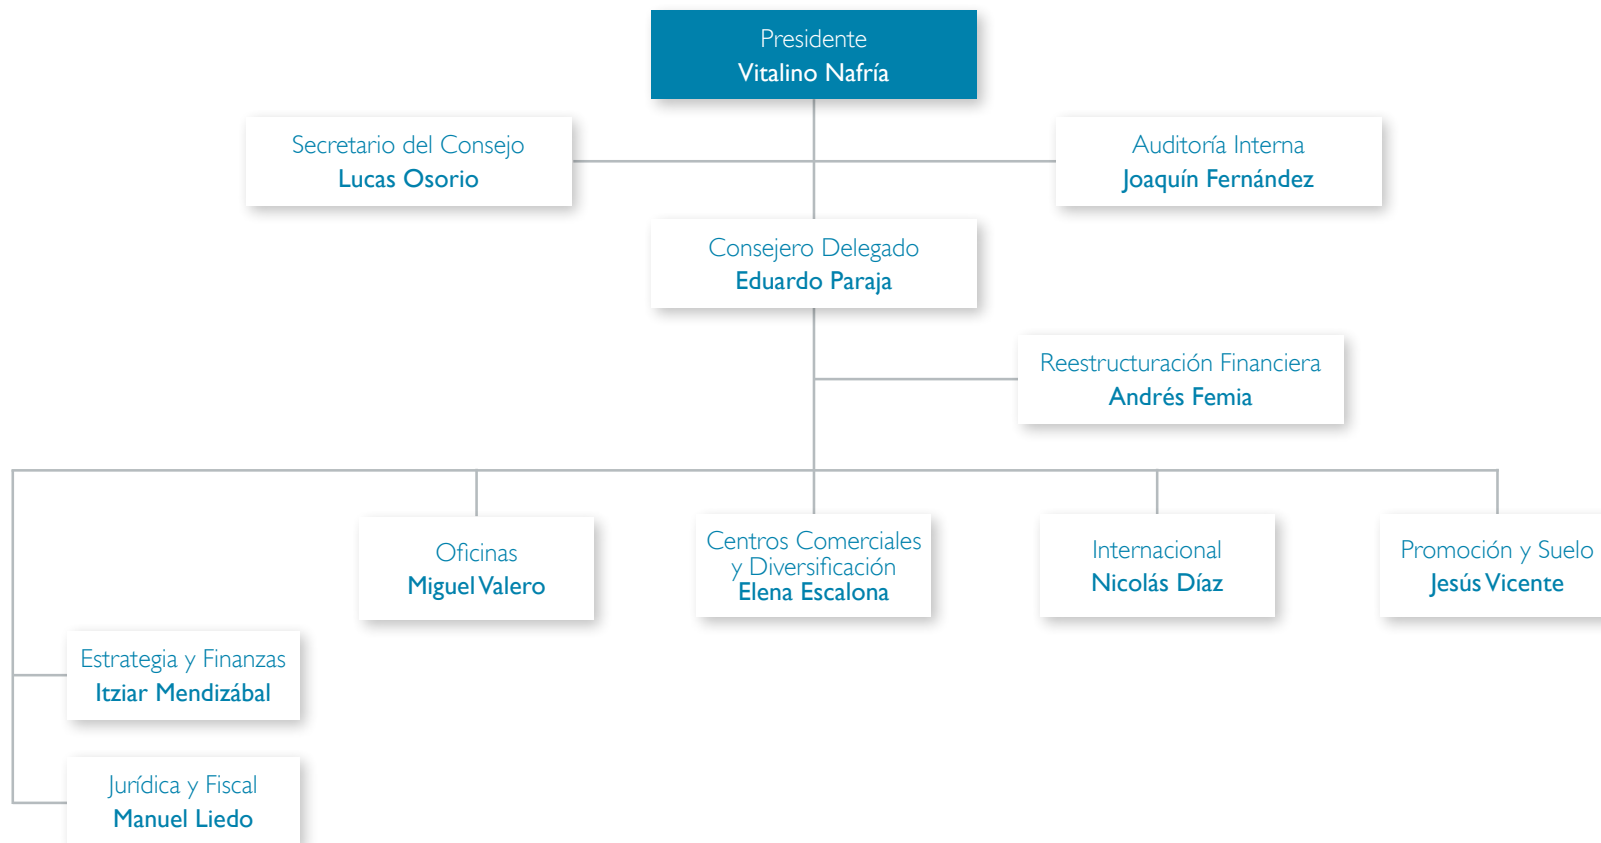 Presidente
Vitalino Nafría
Secretario del Consejo
Lucas Osorio
Auditoría Interna
Joaquín Fernández
Consejero Delegado
Eduardo Paraja
Reestructuración Financiera
Andrés Femia
Oficinas
Miguel Valero
Centros Comerciales
y Diversificación
Elena Escalona
Internacional
Nicolás Díaz
Promoción y Suelo
Jesús Vicente
Estrategia y Finanzas
Itziar Mendizábal
Jurídica y Fiscal
Manuel Liedo